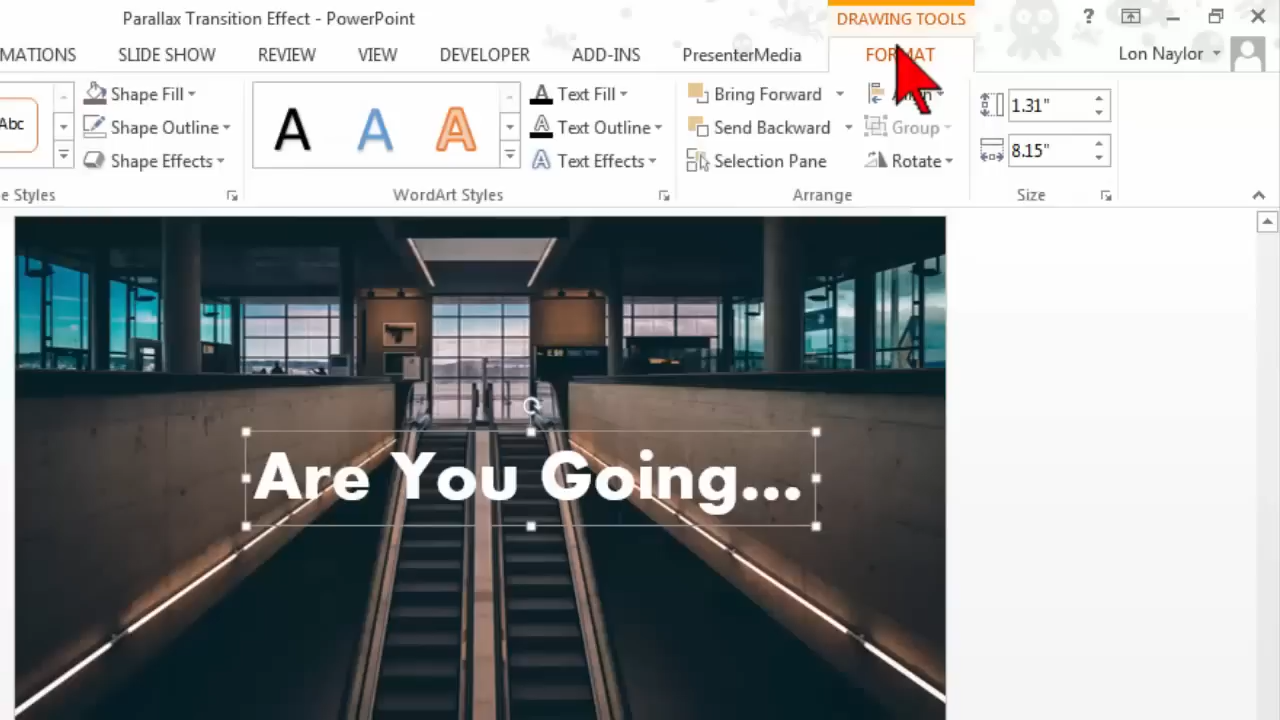 Parallax Transition Effect - PowerPoint
DRAWING TOOLS
?
MATIONS SLIDE SHOW REVIEW VIEW DEVELOPER ADD-INS PresenterMedia FORMAT Lon Naylor
Abc
Shape Fill
Shape Outline
Shape Effects
e Styles
A A A
Text Fill
Text Outline
Text Effects
WordArt Styles
Bring Forward
Send Backward
Selection Pane
Align
Group
Rotate
Arrange
1.31"
8.15"
Size
Are You Going...